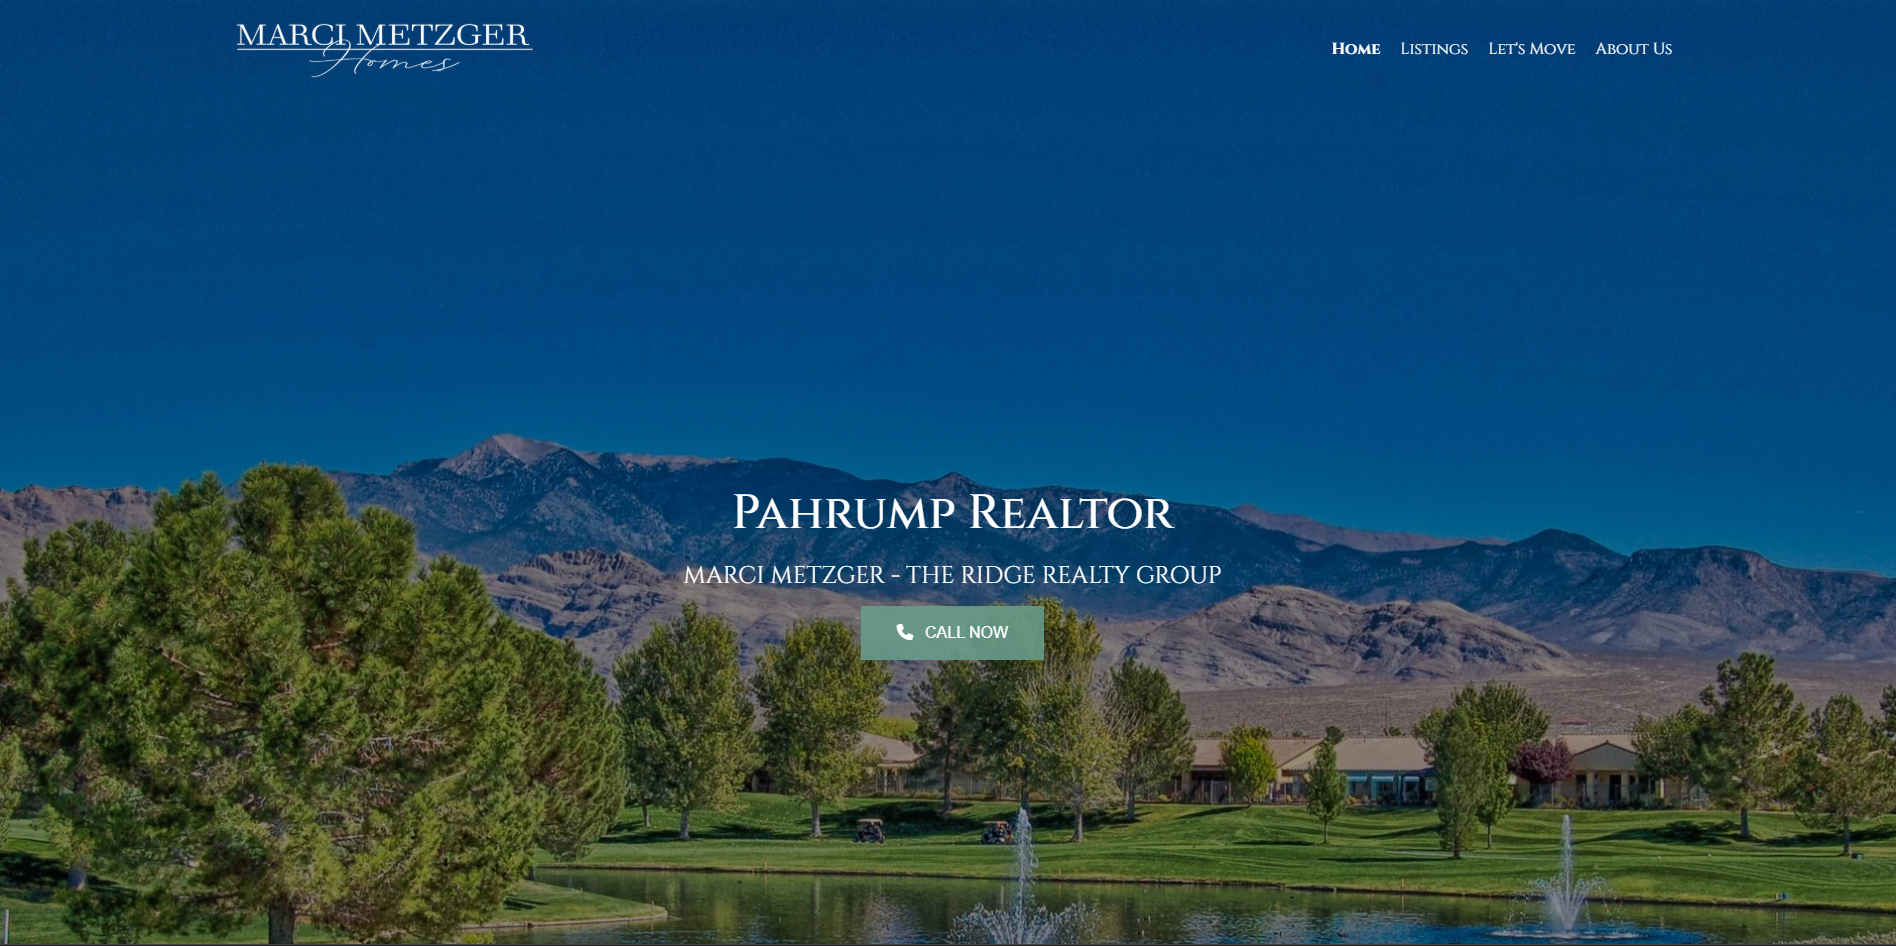 MARCI METZGER
Homes
Home Listings Let's Move About Us
Pahrump Realtor
MARCI METZGER - THE RIDGE REALTY GROUP
CALL NOW